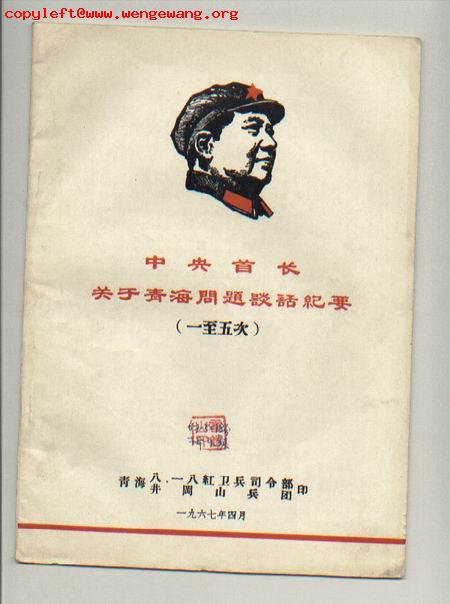 copyleft@www.wengewang.org
中央首长
关于青海問題談話紀要
（一至五次）
青海八·一八紅卫兵司令部印
井岡山兵团
一九六七年四月